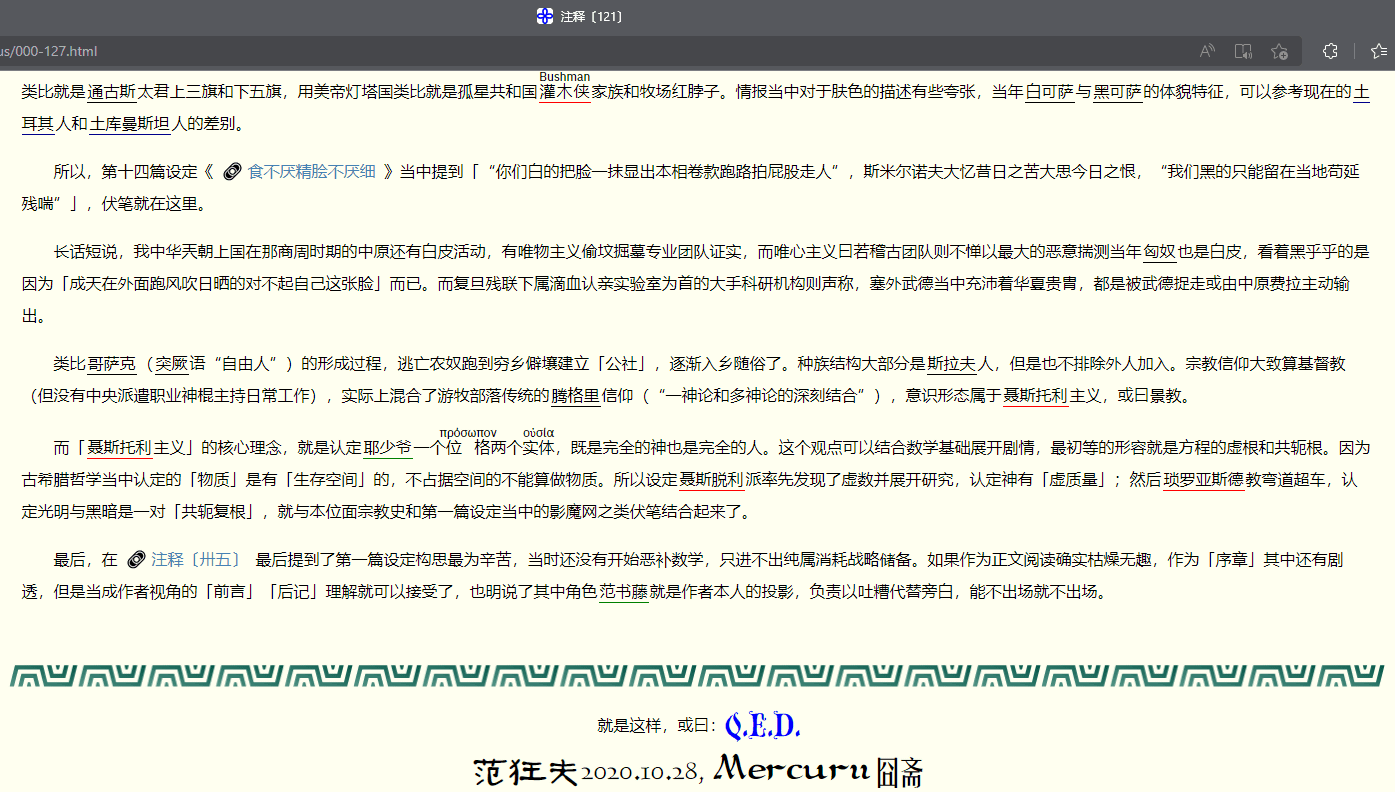 注释〔121〕
us/000-127.html
Bushman
类比就是通古斯太君上三旗和下五旗，用美帝灯塔国类比就是孤星共和国灌木侠家族和牧场红脖子。情报当中对于肤色的描述有些夸张，当年白可萨与黑可萨的体貌特征，可以参考现在的土
耳其人和土库曼斯坦人的差别。
所以，第十四篇设定《 食不厌精脍不厌细 》当中提到「“你们白的把脸一抹显出本相卷款跑路拍屁股走人”，斯米尔诺夫大忆昔日之苦大思今日之恨，“我们黑的只能留在当地苟延
残喘”」，伏笔就在这里。
长话短说，我中华兲朝上国在那商周时期的中原还有白皮活动，有唯物主义偷坟掘墓专业团队证实，而唯心主义曰若稽古团队则不惮以最大的恶意揣测当年匈奴也是白皮，看着黑乎乎的是
因为「成天在外面跑风吹日晒的对不起自己这张脸」而已。而复旦残联下属滴血认亲实验室为首的大手科研机构则声称，塞外武德当中充沛着华夏贵胄，都是被武德捉走或由中原费拉主动输
出。
类比哥萨克（突厥语“自由人”）的形成过程，逃亡农奴跑到穷乡僻壤建立「公社」，逐渐入乡随俗了。种族结构大部分是斯拉夫人，但是也不排除外人加入。宗教信仰大致算基督教
（但没有中央派遣职业神棍主持日常工作），实际上混合了游牧部落传统的腾格里信仰（“一神论和多神论的深刻结合”），意识形态属于聂斯托利主义，或曰景教。
πρόσωπον οὐσία
而「聂斯托利主义」的核心理念，就是认定耶少爷一个位格两个实体，既是完全的神也是完全的人。这个观点可以结合数学基础展开剧情，最初等的形容就是方程的虚根和共轭根。因为
古希腊哲学当中认定的「物质」是有「生存空间」的，不占据空间的不能算做物质。所以设定聂斯脱利派率先发现了虚数并展开研究，认定神有「虚质量」；然后琐罗亚斯德教弯道超车，认
定光明与黑暗是一对「共轭复根」，就与本位面宗教史和第一篇设定当中的影魔网之类伏笔结合起来了。
最后，在 注释〔卅五〕 最后提到了第一篇设定构思最为辛苦，当时还没有开始恶补数学，只进不出纯属消耗战略储备。如果作为正文阅读确实枯燥无趣，作为「序章」其中还有剧
透，但是当成作者视角的「前言」「后记」理解就可以接受了，也明说了其中角色范书藤就是作者本人的投影，负责以吐槽代替旁白，能不出场就不出场。
就是这样，或曰：Q.E.D.
范狂夫2020.10.28, Mercuru 囧斋